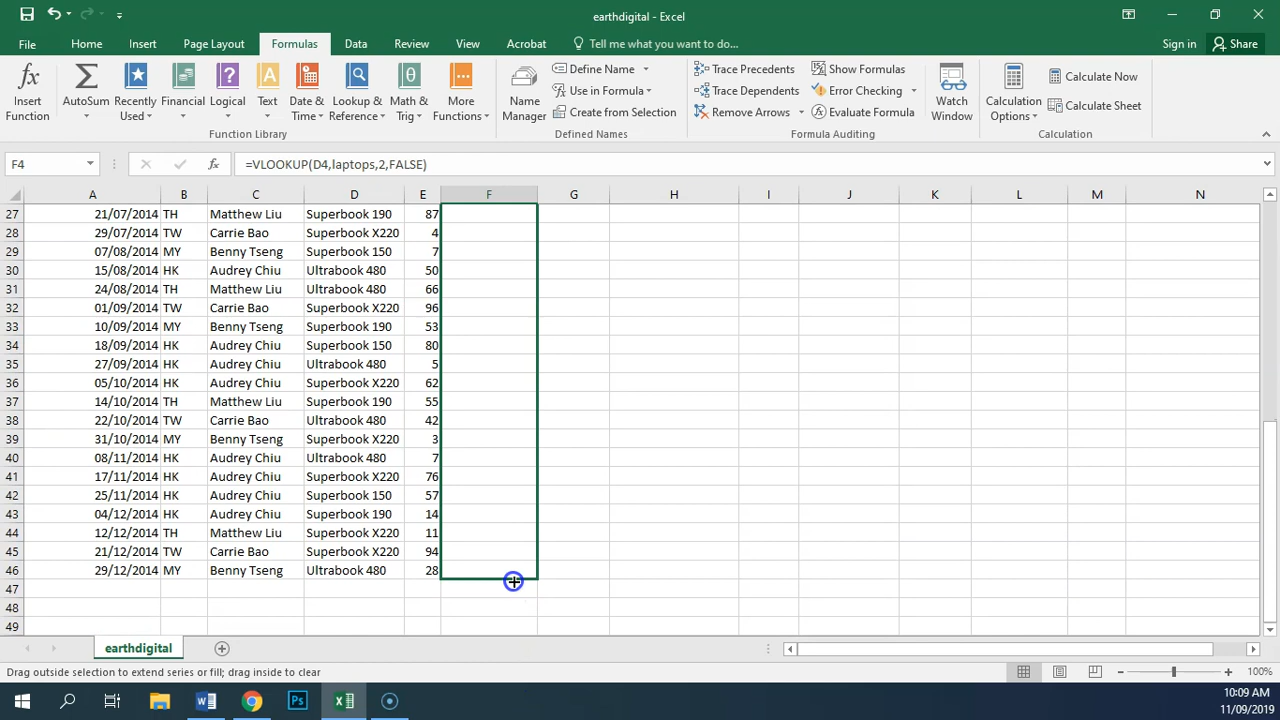 earthdigital - Excel
File Home Insert Page Layout Formulas Data Review View Acrobat Tell me what you want to do... Sign in Share
Insert Function
AutoSum
Recently Used
Financial
Logical
Text
Date & Time
Lookup & Reference
Math & Trig
More Functions
Function Library
Name Manager
Define Name
Use in Formula
Create from Selection
Defined Names
Trace Precedents
Trace Dependents
Remove Arrows
Show Formulas
Error Checking
Evaluate Formula
Formula Auditing
Watch Window
Calculation Options
Calculate Now
Calculate Sheet
Calculation
F4 fx =VLOOKUP(D4,laptops,2,FALSE)
A B C D E F G H I J K L M N
27 21/07/2014 TH Matthew Liu Superbook 190 87
28 29/07/2014 TW Carrie Bao Superbook X220 4
29 07/08/2014 MY Benny Tseng Superbook 150 7
30 15/08/2014 HK Audrey Chiu Ultrabook 480 50
31 24/08/2014 TH Matthew Liu Ultrabook 480 66
32 01/09/2014 TW Carrie Bao Superbook X220 96
33 10/09/2014 MY Benny Tseng Superbook 190 53
34 18/09/2014 HK Audrey Chiu Superbook 150 80
35 27/09/2014 HK Audrey Chiu Ultrabook 480 5
36 05/10/2014 HK Audrey Chiu Superbook X220 62
37 14/10/2014 TH Matthew Liu Superbook 190 55
38 22/10/2014 TW Carrie Bao Ultrabook 480 42
39 31/10/2014 MY Benny Tseng Superbook X220 3
40 08/11/2014 HK Audrey Chiu Ultrabook 480 7
41 17/11/2014 HK Audrey Chiu Superbook X220 76
42 25/11/2014 HK Audrey Chiu Superbook 150 57
43 04/12/2014 HK Audrey Chiu Superbook 190 14
44 12/12/2014 TH Matthew Liu Superbook X220 11
45 21/12/2014 TW Carrie Bao Superbook X220 94
46 29/12/2014 MY Benny Tseng Ultrabook 480 28
47
48
49
earthdigital
Drag outside selection to extend series or fill; drag inside to clear 100%
10:09 AM
11/09/2019